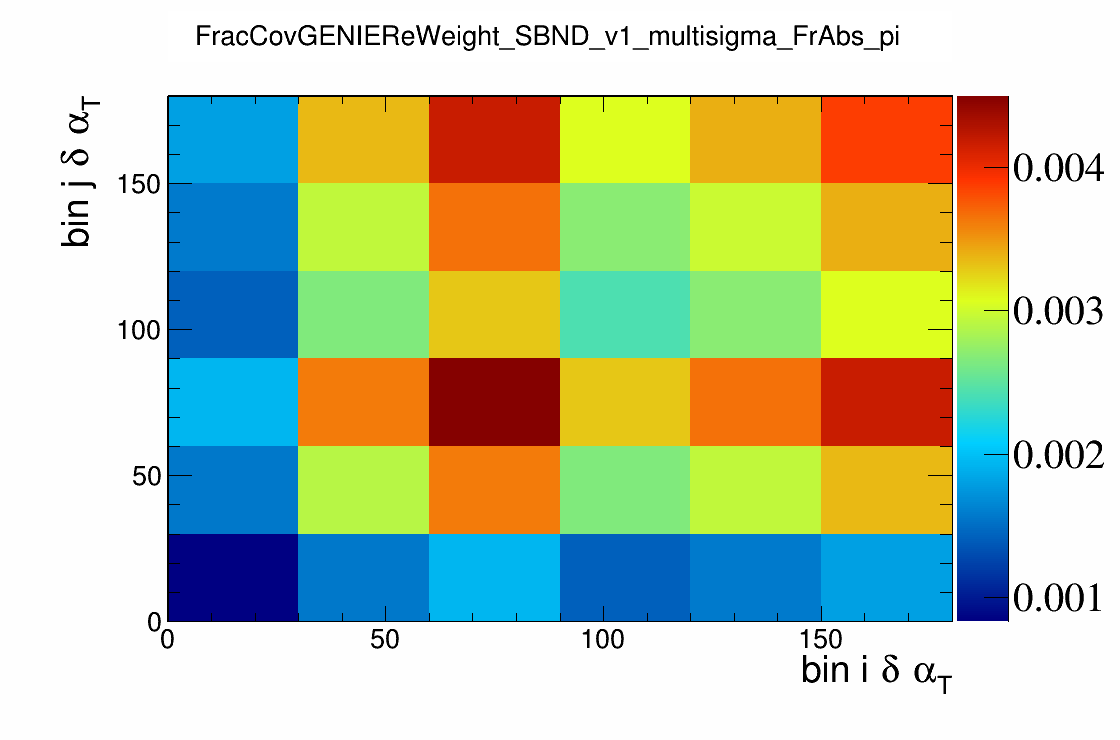 FracCovGENIEReWeight_SBND_v1_multisigma_FrAbs_pi
bin j δ α_T
150
100
50
0
0 50 100 150
bin i δ α_T
0.004
0.003
0.002
0.001